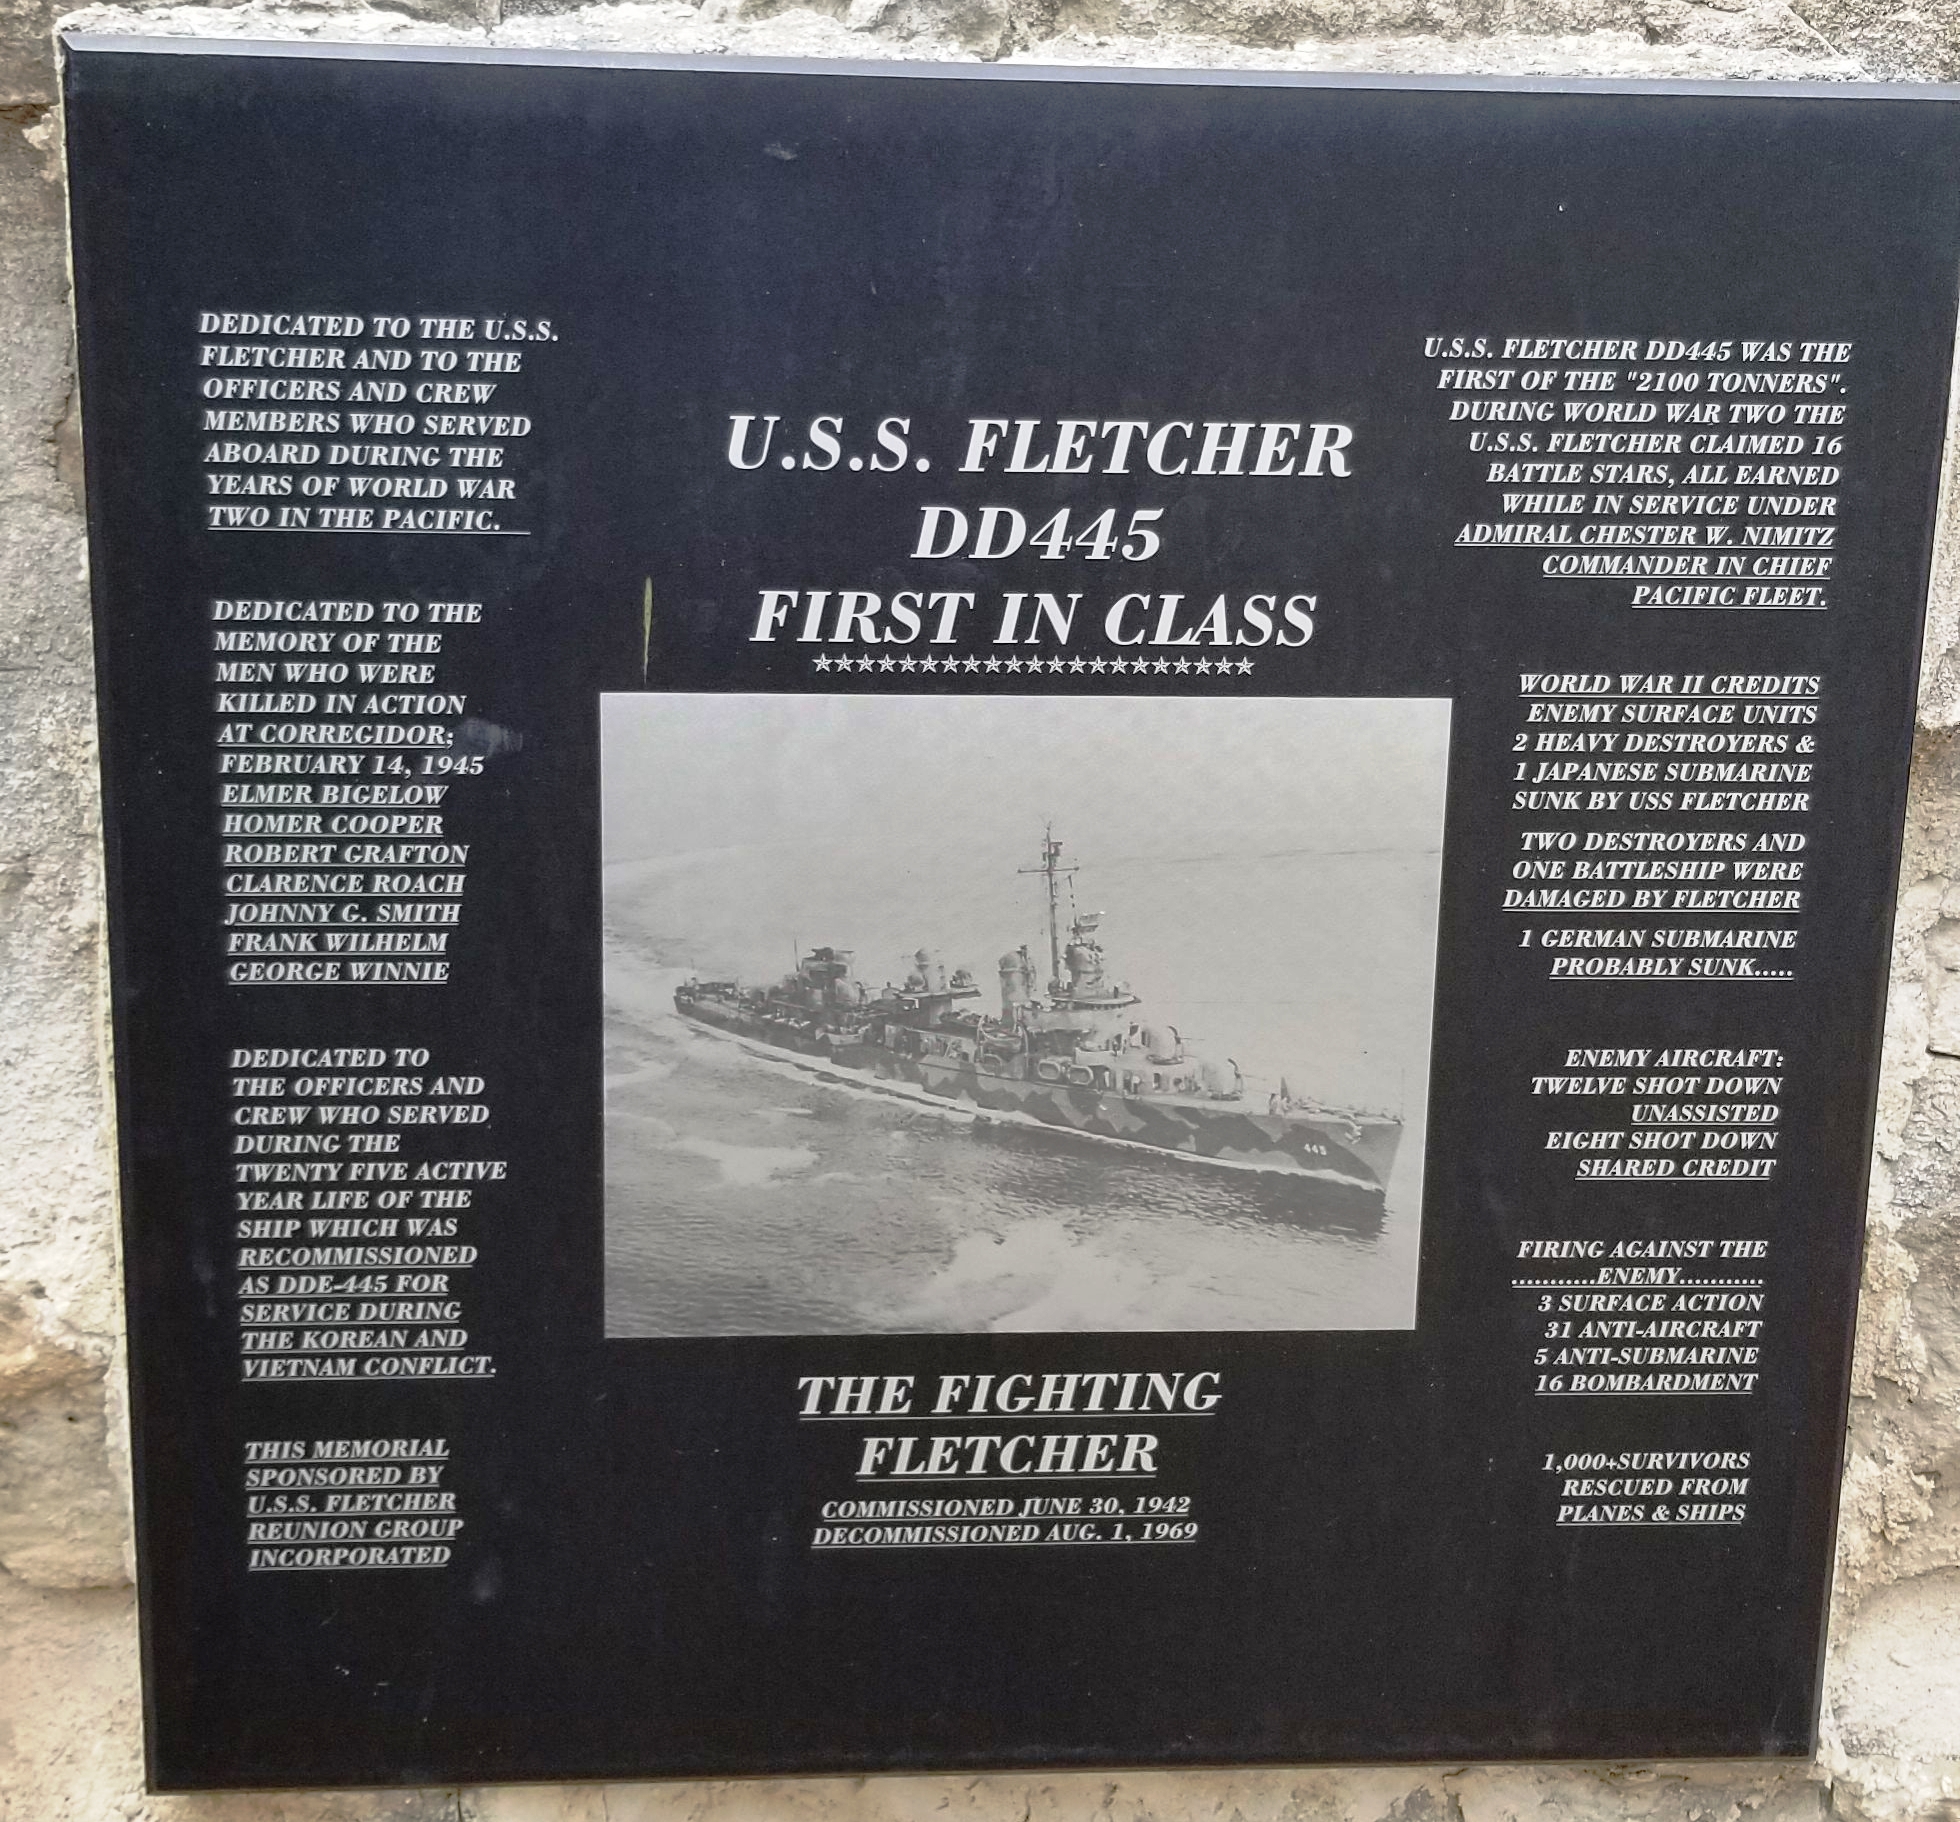 DEDICATED TO THE U.S.S.
FLETCHER AND TO THE
OFFICERS AND CREW
MEMBERS WHO SERVED
ABOARD DURING THE
YEARS OF WORLD WAR
TWO IN THE PACIFIC.
DEDICATED TO THE
MEMORY OF THE
MEN WHO WERE
KILLED IN ACTION
AT CORREGIDOR;
FEBRUARY 14, 1945
ELMER BIGELOW
HOMER COOPER
ROBERT GRAFTON
CLARENCE ROACH
JOHNNY G. SMITH
FRANK WILHELM
GEORGE WINNIE
DEDICATED TO
THE OFFICERS AND
CREW WHO SERVED
DURING THE
TWENTY FIVE ACTIVE
YEAR LIFE OF THE
SHIP WHICH WAS
RECOMMISSIONED
AS DDE-445 FOR
SERVICE DURING
THE KOREAN AND
VIETNAM CONFLICT.
THIS MEMORIAL
SPONSORED BY
U.S.S. FLETCHER
REUNION GROUP
INCORPORATED
U.S.S. FLETCHER
DD445
FIRST IN CLASS
445
THE FIGHTING
FLETCHER
COMMISSIONED JUNE 30, 1942
DECOMMISSIONED AUG. 1, 1969
U.S.S. FLETCHER DD445 WAS THE
FIRST OF THE "2100 TONNERS".
DURING WORLD WAR TWO THE
U.S.S. FLETCHER CLAIMED 16
BATTLE STARS, ALL EARNED
WHILE IN SERVICE UNDER
ADMIRAL CHESTER W. NIMITZ
COMMANDER IN CHIEF
PACIFIC FLEET.
WORLD WAR II CREDITS
ENEMY SURFACE UNITS
2 HEAVY DESTROYERS &
1 JAPANESE SUBMARINE
SUNK BY USS FLETCHER
TWO DESTROYERS AND
ONE BATTLESHIP WERE
DAMAGED BY FLETCHER
1 GERMAN SUBMARINE
PROBABLY SUNK.....
ENEMY AIRCRAFT:
TWELVE SHOT DOWN
UNASSISTED
EIGHT SHOT DOWN
SHARED CREDIT
FIRING AGAINST THE
...........ENEMY...........
3 SURFACE ACTION
31 ANTI-AIRCRAFT
5 ANTI-SUBMARINE
16 BOMBARDMENT
1,000+SURVIVORS
RESCUED FROM
PLANES & SHIPS